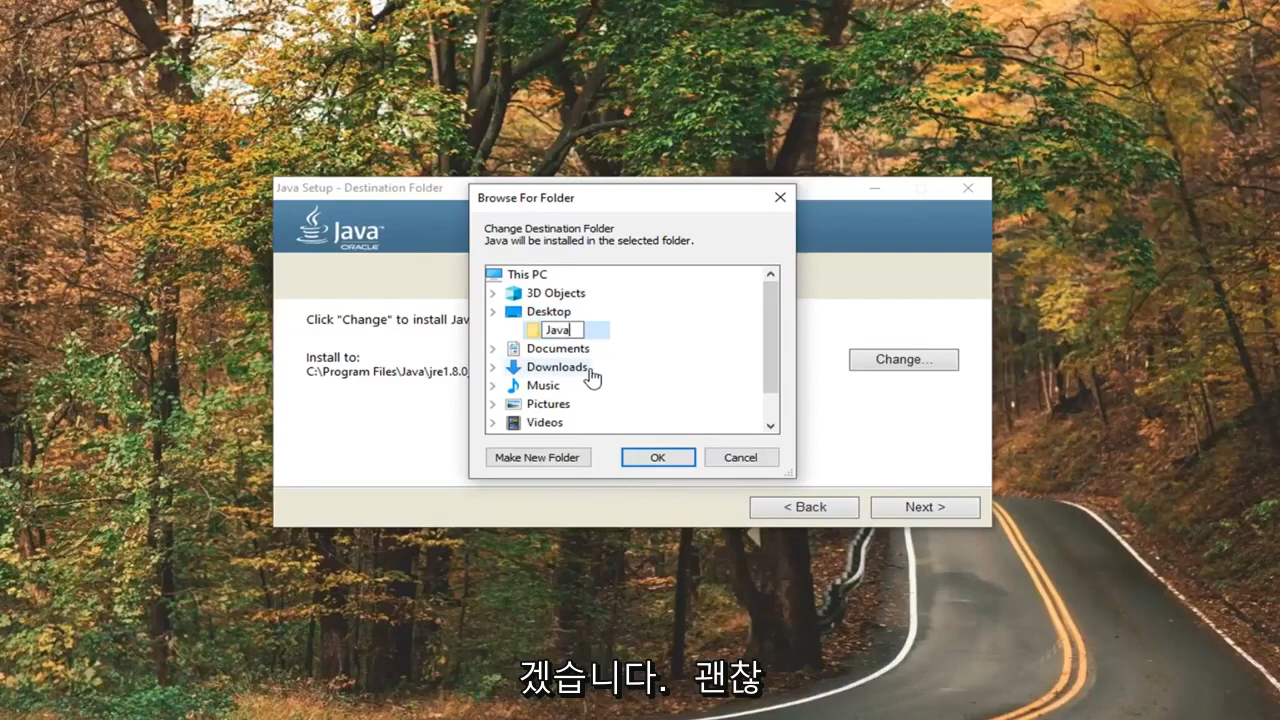 Java Setup - Destination Folder
Java™
ORACLE
Click "Change" to install Jav
Install to:
C:\Program Files\Java\jre1.8.0_
Change...
< Back
Next >
Browse For Folder
Change Destination Folder
Java will be installed in the selected folder.
This PC
3D Objects
Desktop
Java
Documents
Downloads
Music
Pictures
Videos
Make New Folder
OK
Cancel
겠습니다. 괜찮